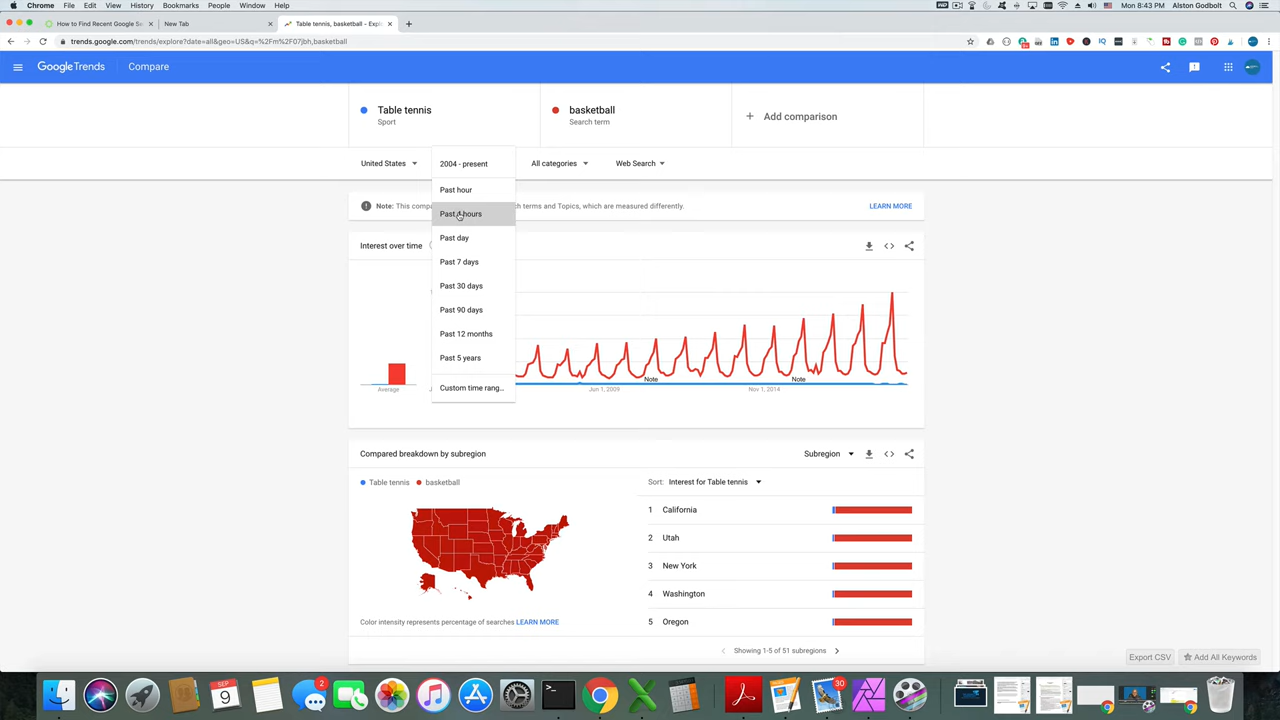 Chrome File Edit View History Bookmarks People Window Help Mon 8:43 PM Alston Godbolt
How to Find Recent Google Se New Tab Table tennis, basketball - Expl
trends.google.com/trends/explore?date=all&geo=US&q=%2Fm%2F07jbh,basketball
Google Trends Compare
Table tennis
Sport
basketball
Search term
+ Add comparison
United States
2004 - present
All categories
Web Search
Past hour
Past hours
Past day
Past 7 days
Past 30 days
Past 90 days
Past 12 months
Past 5 years
Custom time rang...
Note: This comp ch terms and Topics, which are measured differently.
LEARN MORE
Interest over time
Average
Note
Note
Jun 1, 2009
Nov 1, 2014
Compared breakdown by subregion
Subregion
Table tennis basketball
Sort: Interest for Table tennis
1 California
2 Utah
3 New York
4 Washington
5 Oregon
Color intensity represents percentage of searches LEARN MORE
Showing 1-5 of 51 subregions
Export CSV
Add All Keywords
SEP
9
2
30